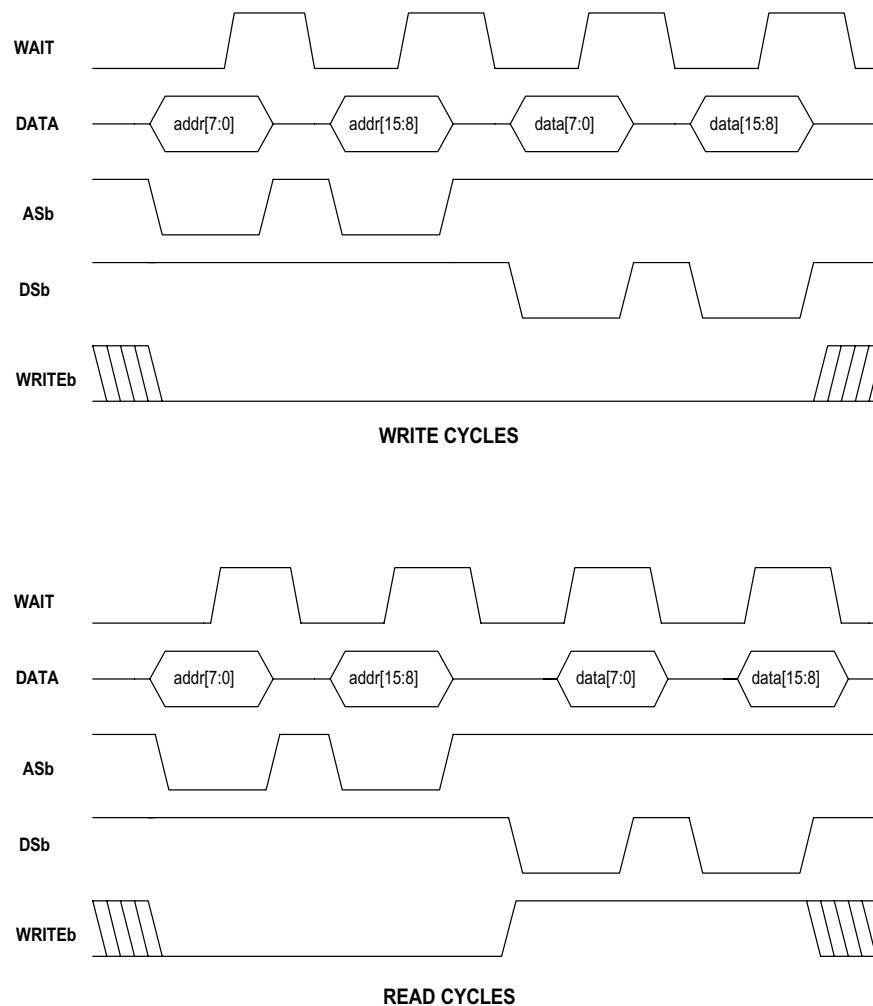 WAIT
DATA addr[7:0] addr[15:8] data[7:0] data[15:8]
ASb
DSb
WRITEb
WRITE CYCLES
WAIT
DATA addr[7:0] addr[15:8] data[7:0] data[15:8]
ASb
DSb
WRITEb
READ CYCLES